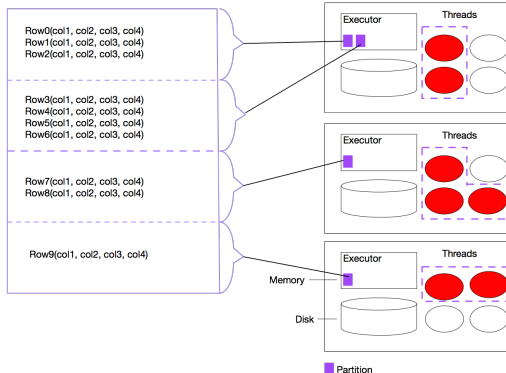 Row0(col1, col2, col3, col4)
Row1(col1, col2, col3, col4)
Row2(col1, col2, col3, col4)
Row3(col1, col2, col3, col4)
Row4(col1, col2, col3, col4)
Row5(col1, col2, col3, col4)
Row6(col1, col2, col3, col4)
Row7(col1, col2, col3, col4)
Row8(col1, col2, col3, col4)
Row9(col1, col2, col3, col4)
Executor
Threads
Executor
Threads
Executor
Threads
Memory
Disk
Partition